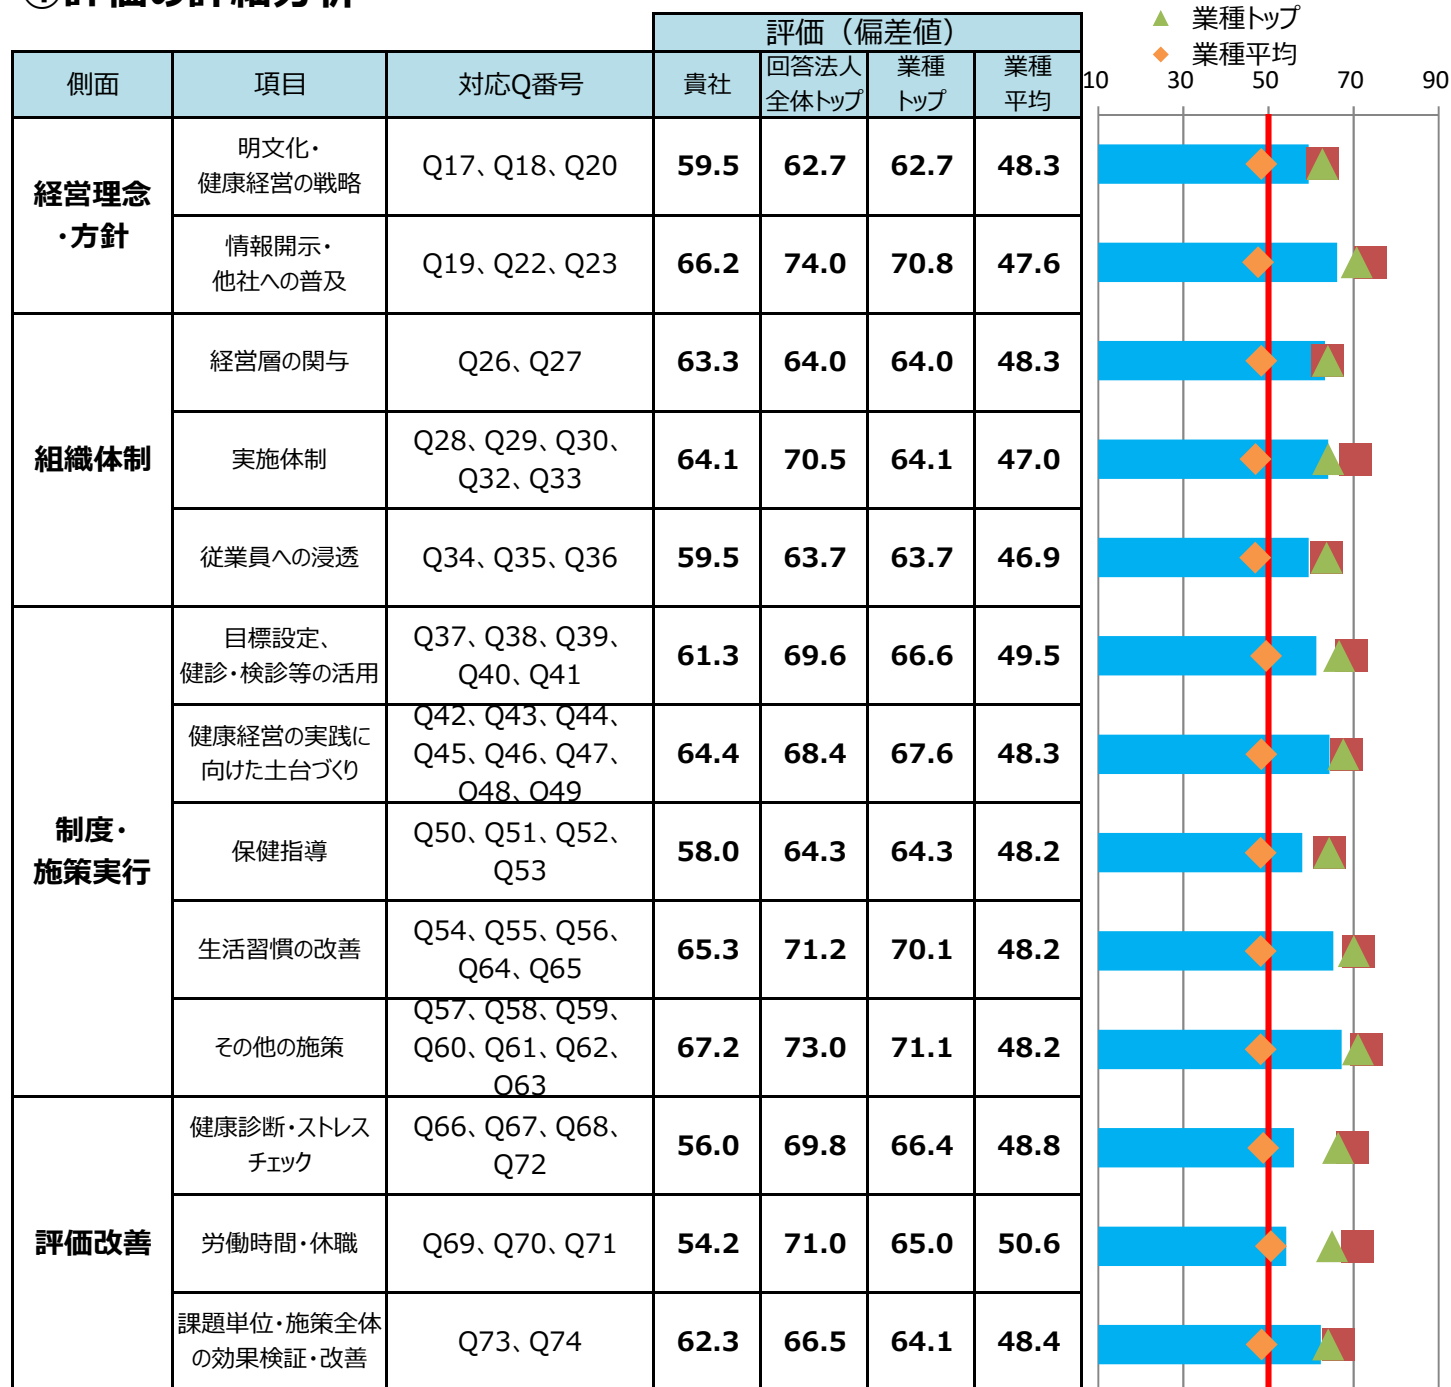 ①評価の詳細分析
▲ 業種トップ
◆ 業種平均
評価（偏差値）
側面 項目 対応Q番号 貴社 回答法人 業種 業種
全体トップ トップ 平均
10 30 50 70 90
経営理念
・方針
明文化・
健康経営の戦略
Q17、Q18、Q20 59.5 62.7 62.7 48.3
情報開示・
他社への普及
Q19、Q22、Q23 66.2 74.0 70.8 47.6
組織体制
経営層の関与 Q26、Q27 63.3 64.0 64.0 48.3
実施体制
Q28、Q29、Q30、
Q32、Q33
64.1 70.5 64.1 47.0
従業員への浸透 Q34、Q35、Q36 59.5 63.7 63.7 46.9
制度・
施策実行
目標設定、
健診・検診等の活用
Q37、Q38、Q39、
Q40、Q41
61.3 69.6 66.6 49.5
健康経営の実践に
向けた土台づくり
Q42、Q43、Q44、
Q45、Q46、Q47、
Q48、Q49
64.4 68.4 67.6 48.3
保健指導
Q50、Q51、Q52、
Q53
58.0 64.3 64.3 48.2
生活習慣の改善
Q54、Q55、Q56、
Q64、Q65
65.3 71.2 70.1 48.2
その他の施策
Q57、Q58、Q59、
Q60、Q61、Q62、
Q63
67.2 73.0 71.1 48.2
評価改善
健康診断・ストレス
チェック
Q66、Q67、Q68、
Q72
56.0 69.8 66.4 48.8
労働時間・休職 Q69、Q70、Q71 54.2 71.0 65.0 50.6
課題単位・施策全体
の効果検証・改善
Q73、Q74 62.3 66.5 64.1 48.4